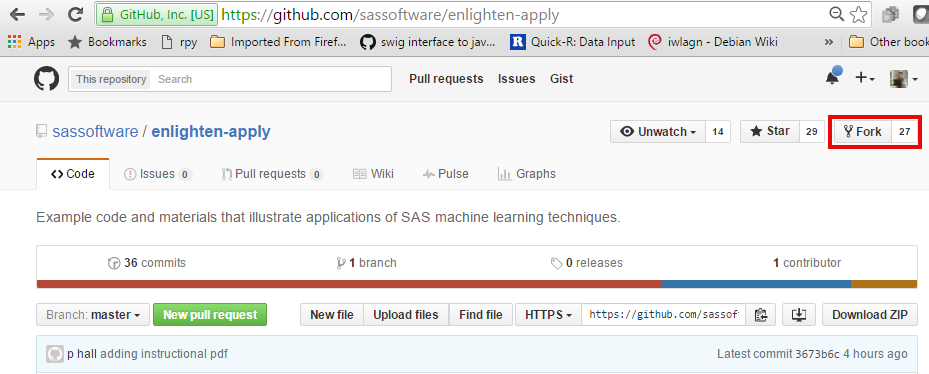 GitHub, Inc. [US] https://github.com/sassoftware/enlighten-apply
Apps Bookmarks rpy Imported From Firef... swig interface to jav... R Quick-R: Data Input iwlagn - Debian Wiki » Other book
This repository Search Pull requests Issues Gist
sassoftware / enlighten-apply Unwatch 14 Star 29 Fork 27
Code Issues 0 Pull requests 0 Wiki Pulse Graphs
Example code and materials that illustrate applications of SAS machine learning techniques.
36 commits 1 branch 0 releases 1 contributor
Branch: master New pull request New file Upload files Find file HTTPS https://github.com/sassof Download ZIP
p hall adding instructional pdf Latest commit 3673b6c 4 hours ago